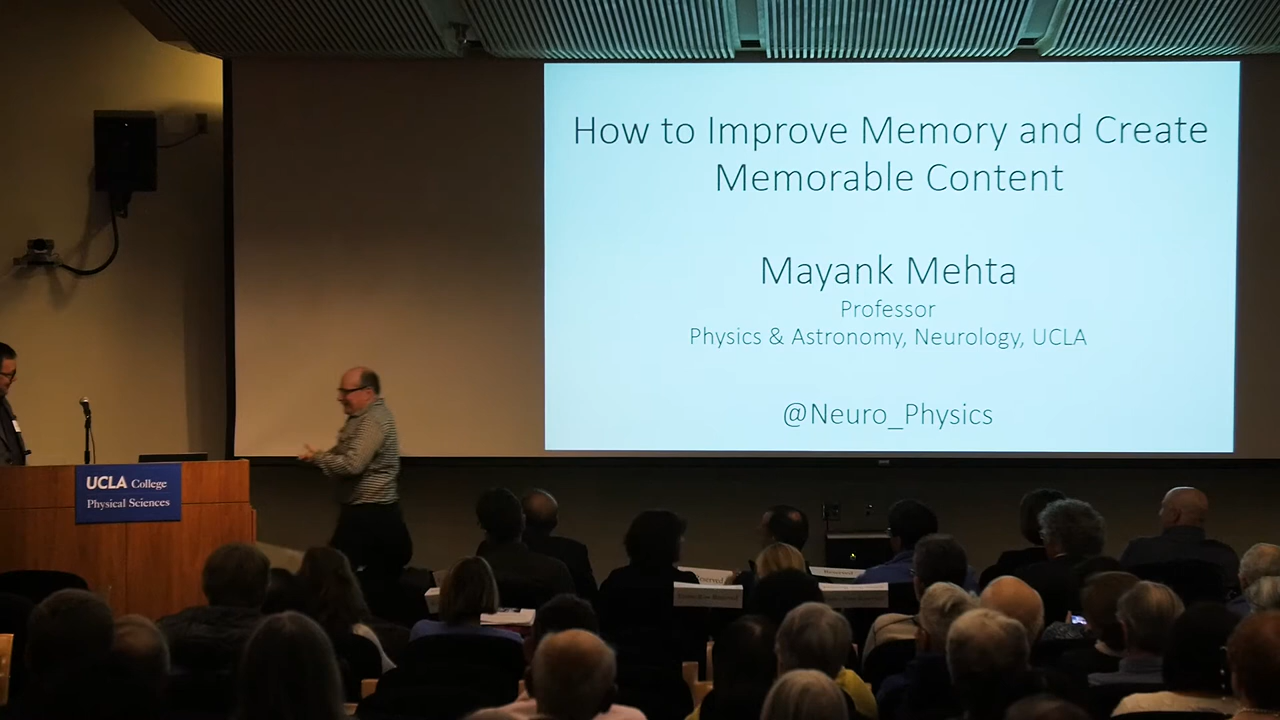 How to Improve Memory and Create
Memorable Content
Mayank Mehta
Professor
Physics & Astronomy, Neurology, UCLA
@Neuro_Physics
UCLA College
Physical Sciences